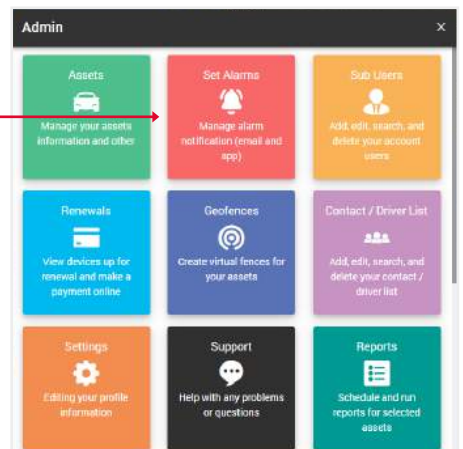 Admin
×
Assets
Manage your assets
information and other
Set Alarms
Manage alarm
notification (email and
app)
Sub Users
Add, edit, search, and
delete your account
users
Renewals
View devices up for
renewal and make a
payment online
Geofences
Create virtual fences for
your assets
Contact / Driver List
Add, edit, search, and
delete your contact /
driver list
Settings
Editing your profile
information
Support
Help with any problems
or questions
Reports
Schedule and run
reports for selected
assets